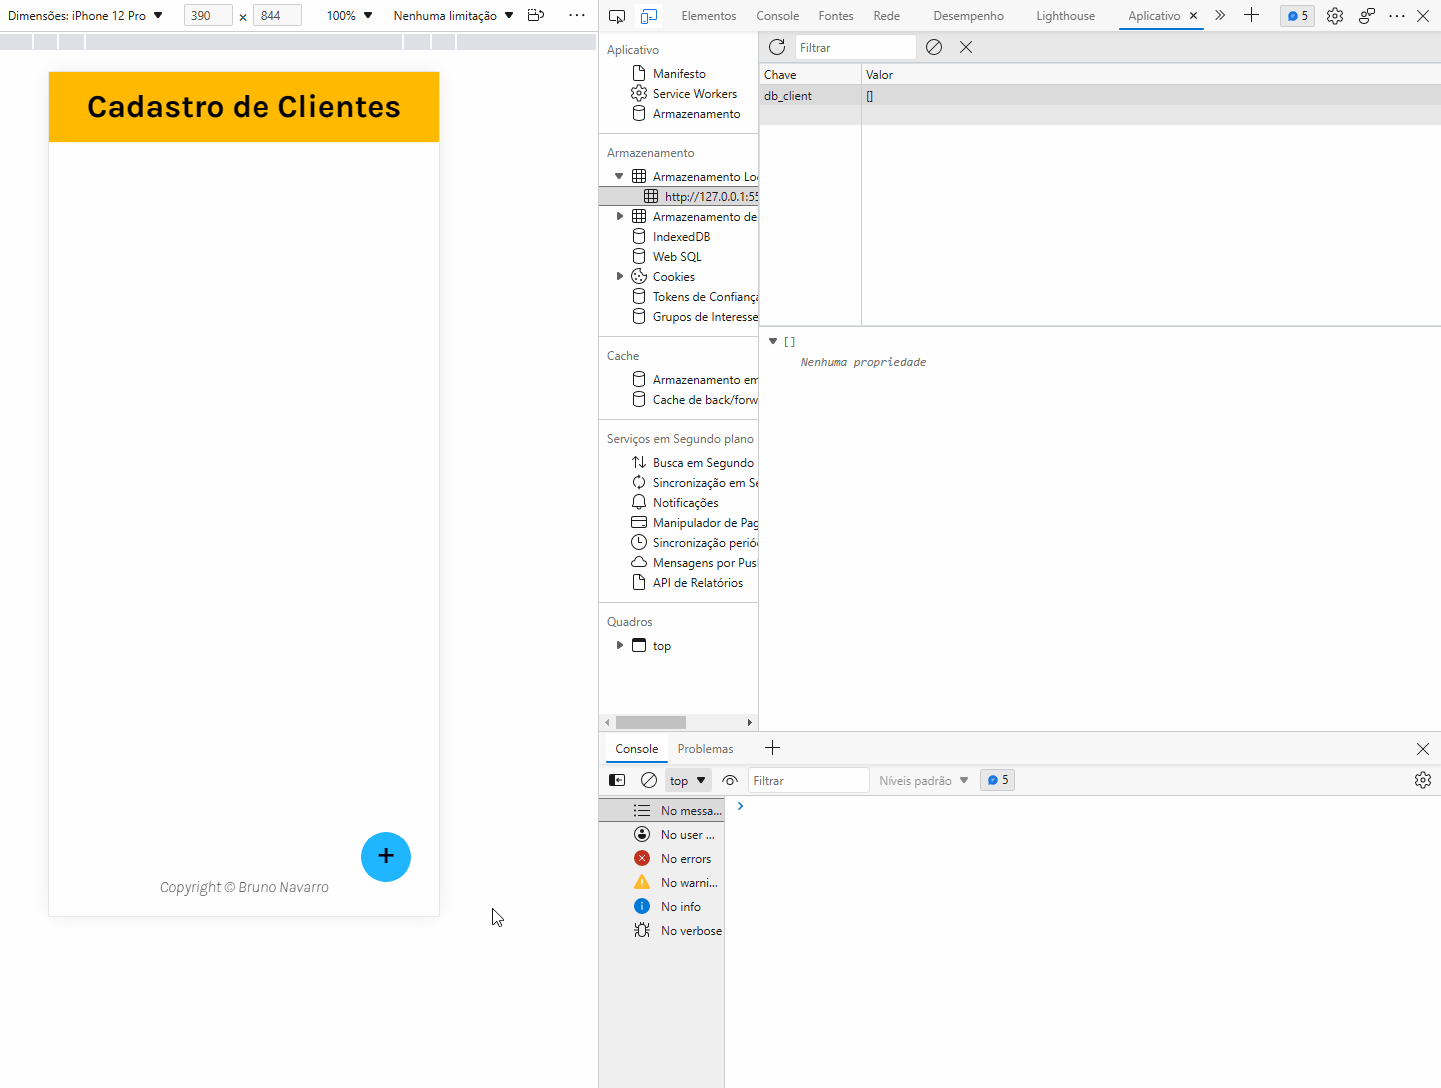 Dimensões: iPhone 12 Pro ▼ 390 × 844 100% ▼ Nenhuma limitação ▼
Cadastro de Clientes
+
Copyright © Bruno Navarro
Elementos Console Fontes Rede Desempenho Lighthouse Aplicativo 5
Aplicativo
Manifesto
Service Workers
Armazenamento
Armazenamento
Armazenamento Lo
http://127.0.0.1:55
Armazenamento de
IndexedDB
Web SQL
Cookies
Tokens de Confiança
Grupos de Interesse
Cache
Armazenamento em
Cache de back/forw
Serviços em Segundo plano
Busca em Segundo
Sincronização em Se
Notificações
Manipulador de Pag
Sincronização perió
Mensagens por Pus
API de Relatórios
Quadros
top
Filtrar
Chave Valor
db_client []
[]
Nenhuma propriedade
Console Problemas
top ▼ Filtrar Níveis padrão ▼ 5
No messa...
No user ...
No errors
No warni...
No info
No verbose